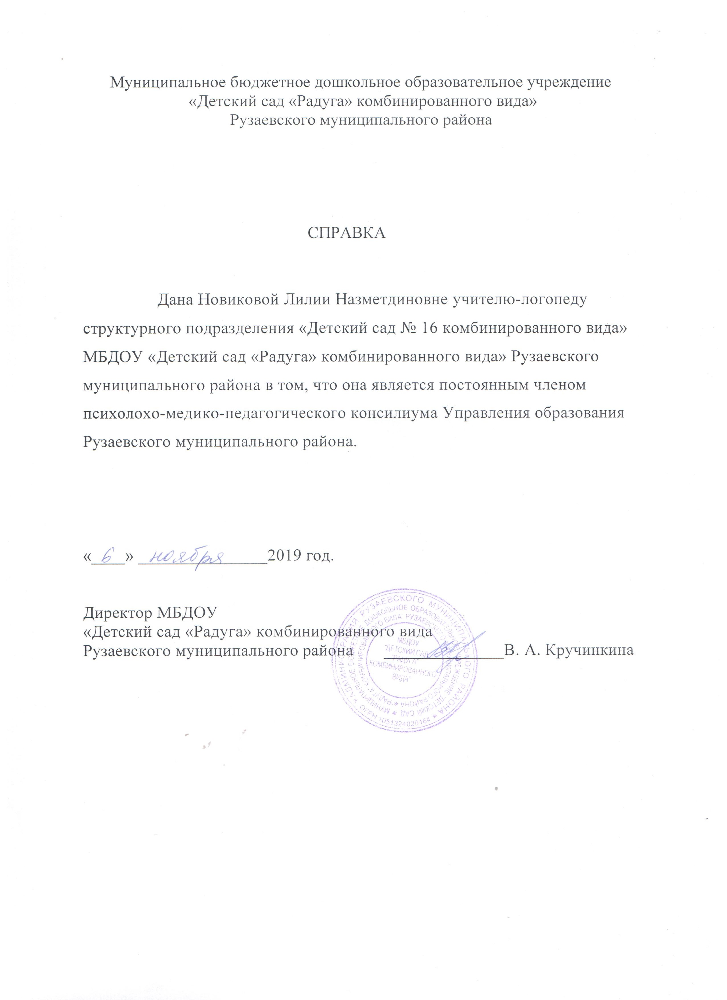 Муниципальное бюджетное дошкольное образовательное учреждение
«Детский сад «Радуга» комбинированного вида»
Рузаевского муниципального района
СПРАВКА
Дана Новиковой Лилии Назметдиновне учителю-логопеду
структурного подразделения «Детский сад № 16 комбинированного вида»
МБДОУ «Детский сад «Радуга» комбинированного вида» Рузаевского
муниципального района в том, что она является постоянным членом
психолохо-медико-педагогического консилиума Управления образования
Рузаевского муниципального района.
« 6 » ноября 2019 год.
Директор МБДОУ
«Детский сад «Радуга» комбинированного вида
Рузаевского муниципального района В. А. Кручинкина
АДМИНИСТРАЦИЯ РУЗАЕВСКОГО МУНИЦИПАЛЬНОГО РАЙОНА * ОГРН 1051324020164 *
МУНИЦИПАЛЬНОЕ БЮДЖЕТНОЕ ДОШКОЛЬНОЕ ОБРАЗОВАТЕЛЬНОЕ УЧРЕЖДЕНИЕ "ДЕТСКИЙ САД *
"РАДУГА" КОМБИНИРОВАННОГО ВИДА" РУЗАЕВСКОГО МУНИЦИПАЛЬНОГО РАЙОНА *
МБДОУ
"ДЕТСКИЙ САД
"РАДУГА"
КОМБИНИРОВАННОГО
ВИДА"